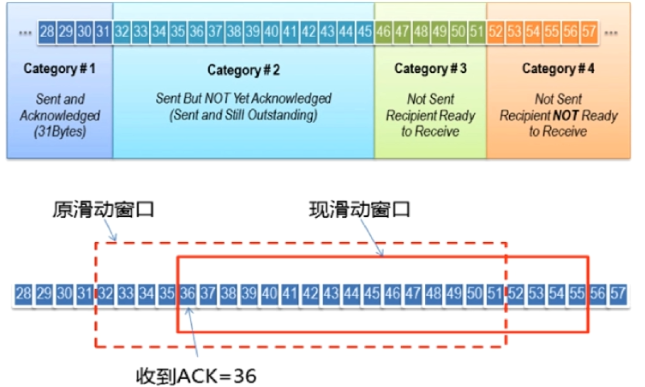 ... 28 29 30 31 32 33 34 35 36 37 38 39 40 41 42 43 44 45 46 47 48 49 50 51 52 53 54 55 56 57 ...
Category # 1
Sent and
Acknowledged
(31Bytes)
Category # 2
Sent But NOT Yet Acknowledged
(Sent and Still Outstanding)
Category # 3
Not Sent
Recipient Ready
to Receive
Category # 4
Not Sent
Recipient NOT Ready
to Receive
原滑动窗口
现滑动窗口
28 29 30 31 32 33 34 35 36 37 38 39 40 41 42 43 44 45 46 47 48 49 50 51 52 53 54 55 56 57
收到ACK=36